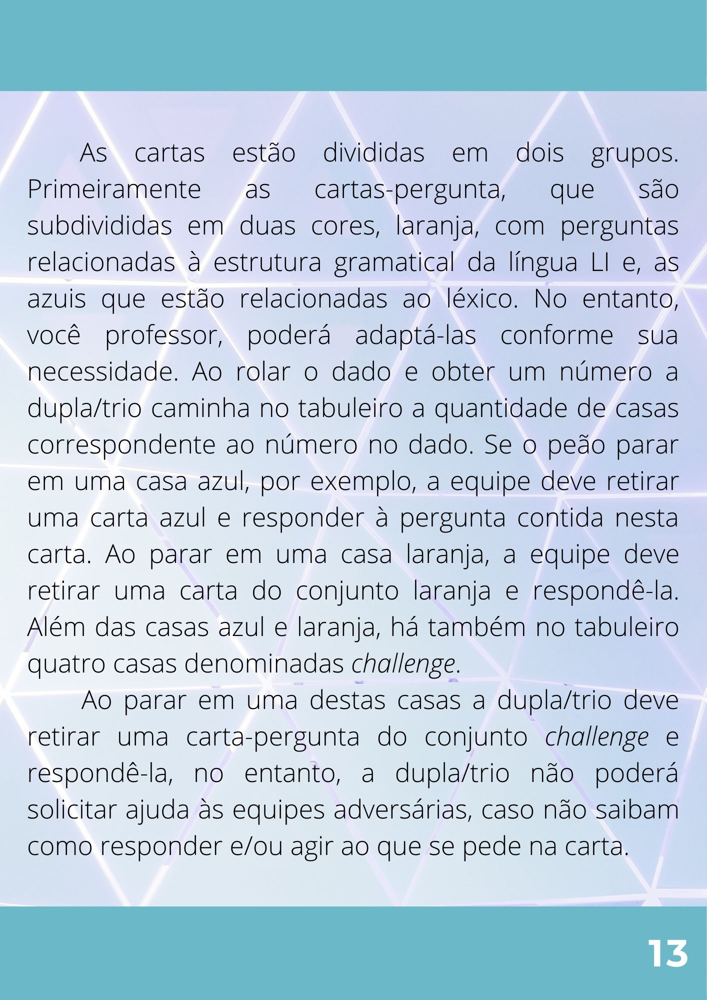 As cartas estão divididas em dois grupos.
Primeiramente as cartas-pergunta, que são
subdivididas em duas cores, laranja, com perguntas
relacionadas à estrutura gramatical da língua LI e, as
azuis que estão relacionadas ao léxico. No entanto,
você professor, poderá adaptá-las conforme sua
necessidade. Ao rolar o dado e obter um número a
dupla/trio caminha no tabuleiro a quantidade de casas
correspondente ao número no dado. Se o peão parar
em uma casa azul, por exemplo, a equipe deve retirar
uma carta azul e responder à pergunta contida nesta
carta. Ao parar em uma casa laranja, a equipe deve
retirar uma carta do conjunto laranja e respondê-la.
Além das casas azul e laranja, há também no tabuleiro
quatro casas denominadas challenge.
Ao parar em uma destas casas a dupla/trio deve
retirar uma carta-pergunta do conjunto challenge e
respondê-la, no entanto, a dupla/trio não poderá
solicitar ajuda às equipes adversárias, caso não saibam
como responder e/ou agir ao que se pede na carta.
13